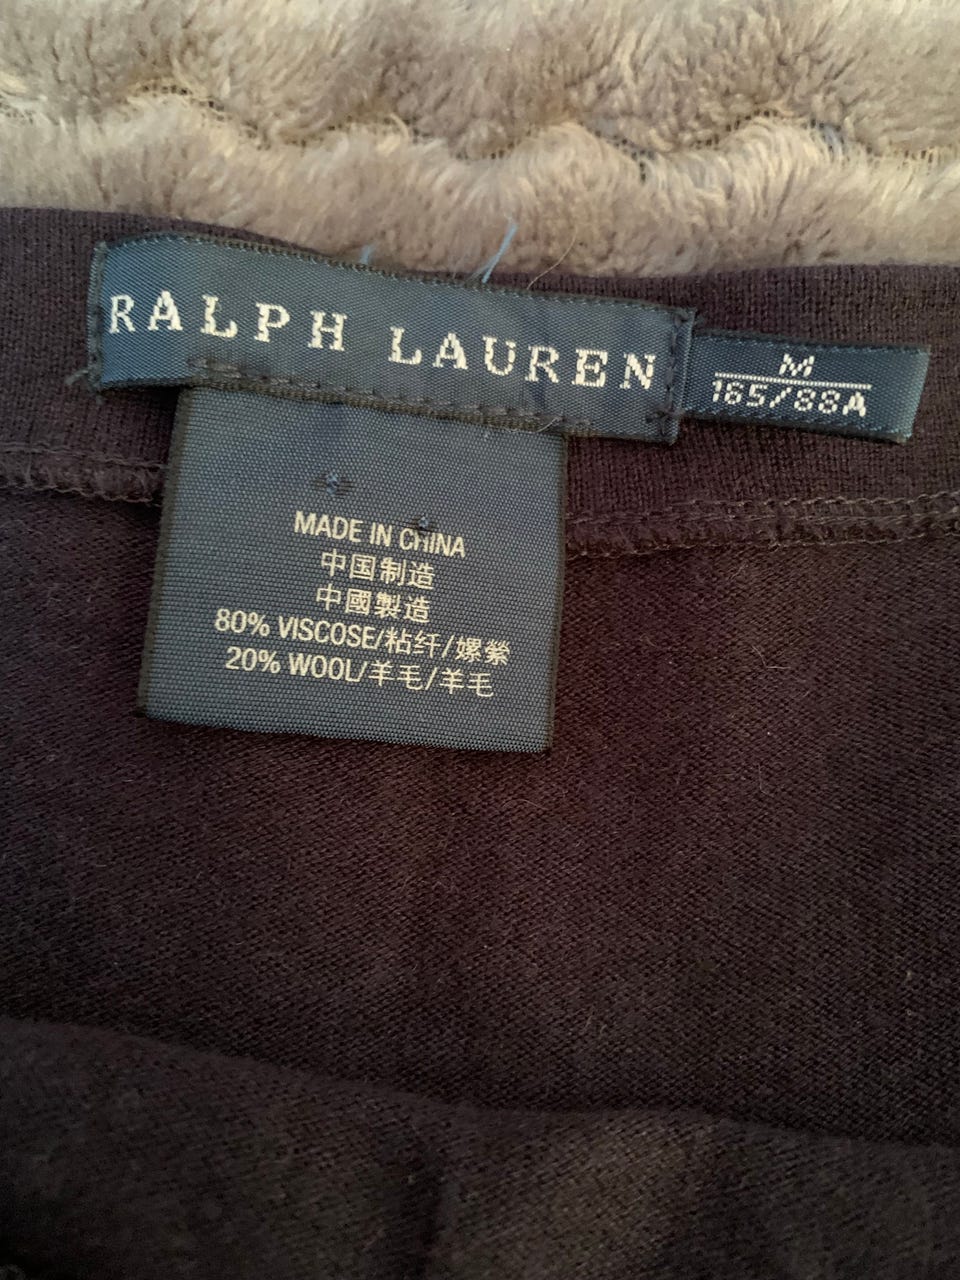 RALPH LAUREN
M
165/88A
MADE IN CHINA
中国制造
中國製造
80% VISCOSE/粘纤/嫘縈
20% WOOL/羊毛/羊毛